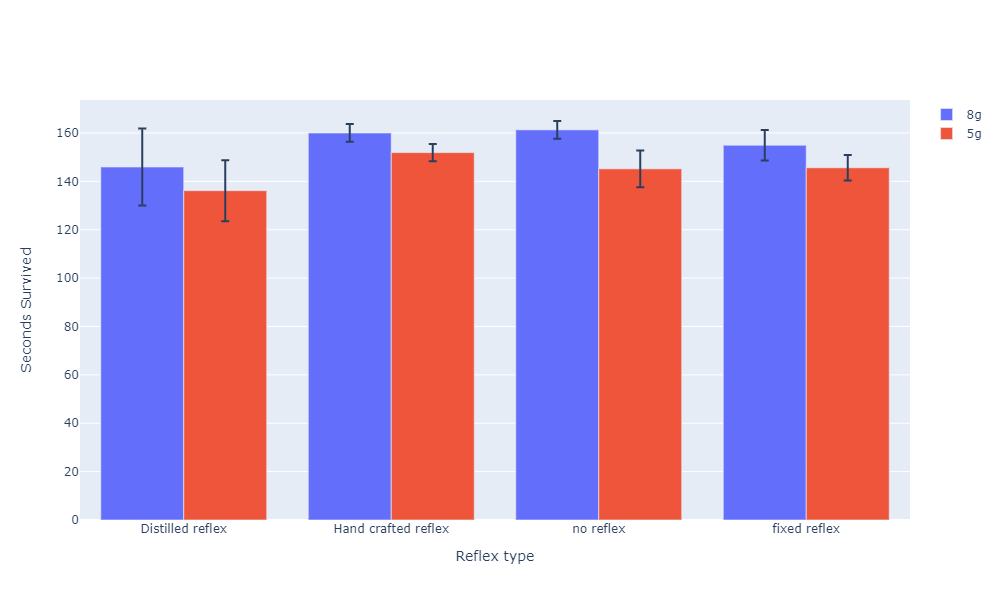 8g
5g
Seconds Survived
160
140
120
100
80
60
40
20
0
Distilled reflex
Hand crafted reflex
no reflex
fixed reflex
Reflex type